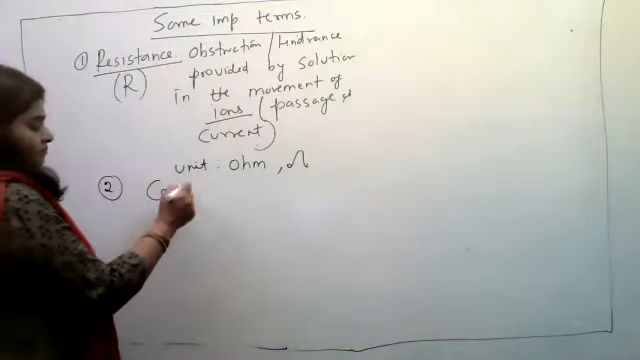 Some imp terms.
① Resistance. Obstruction / Hindrance
(R) provided by solution
in the movement of
ions (passage of
current)
unit : Ohm , Ω
② Co